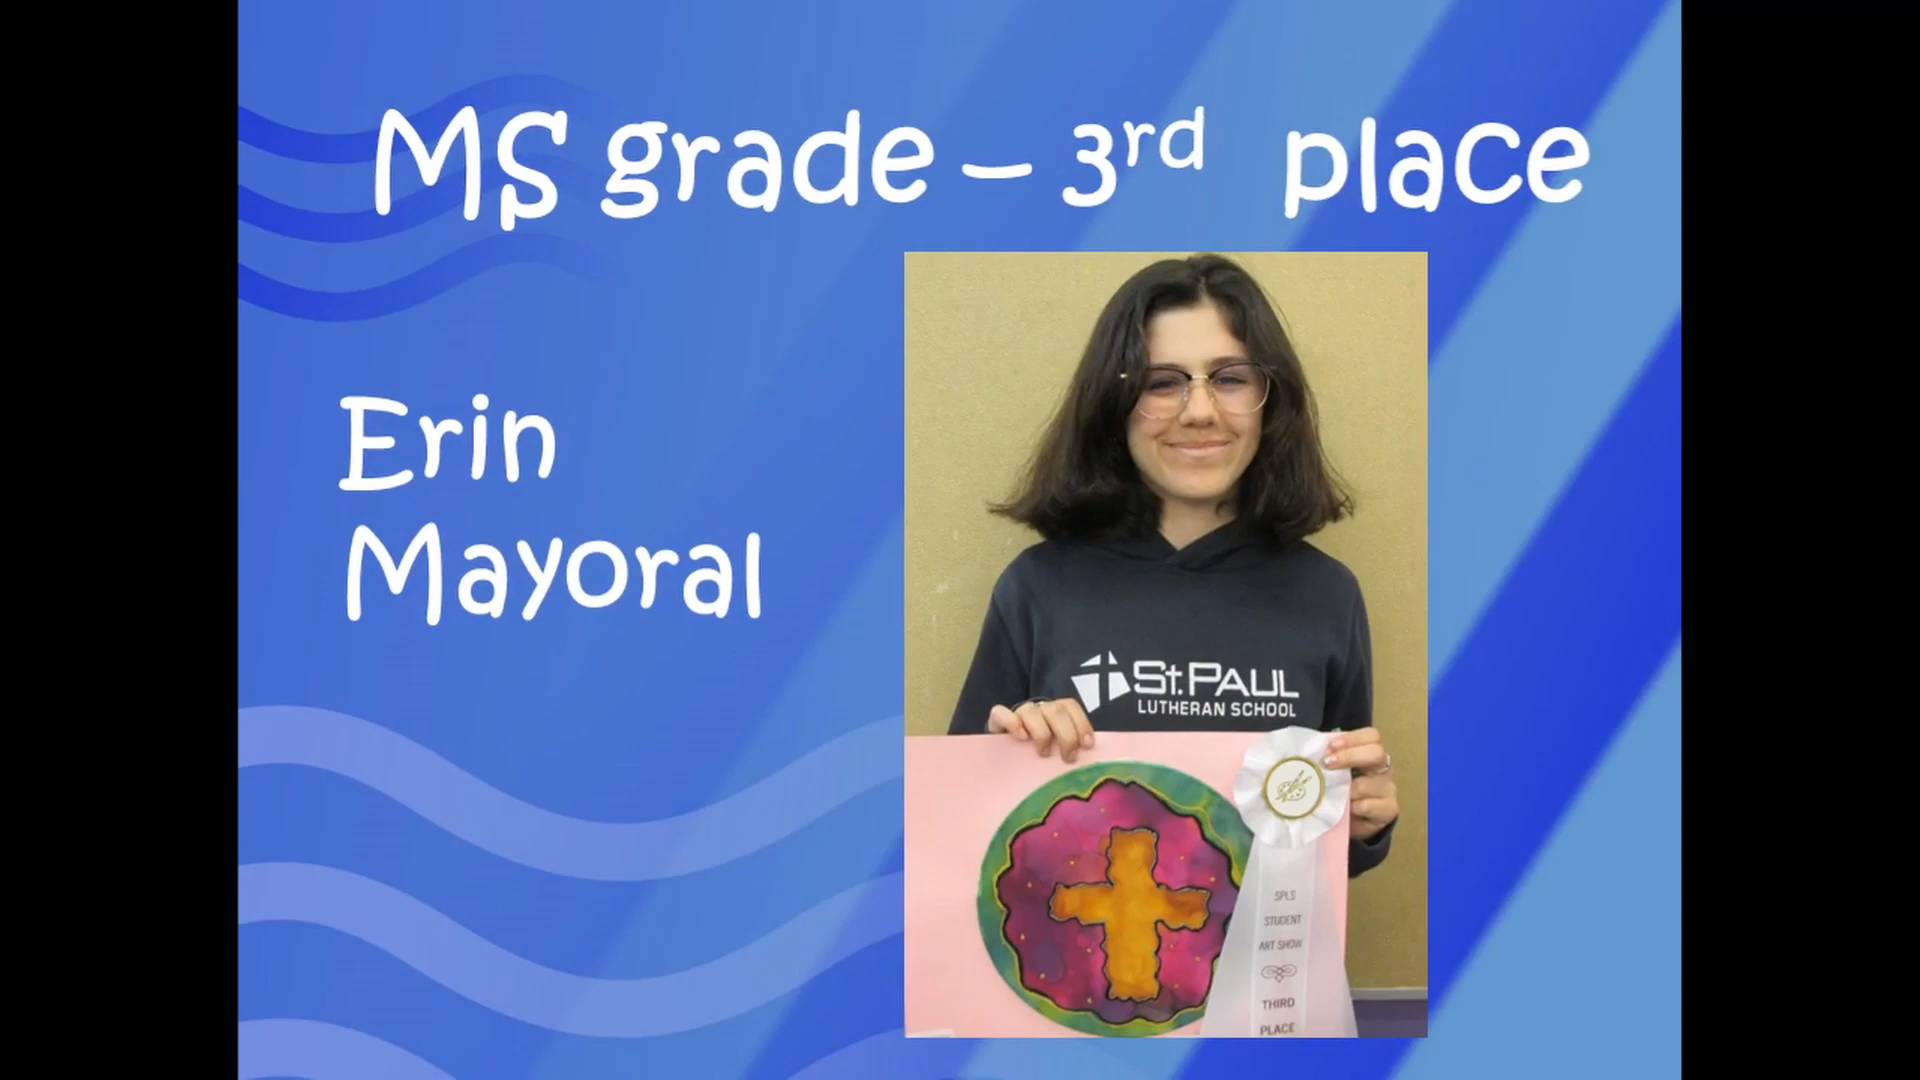 MS grade – 3rd place
Erin
Mayoral
St. PAUL
LUTHERAN SCHOOL
SPLS
STUDENT
ART SHOW
THIRD
PLACE